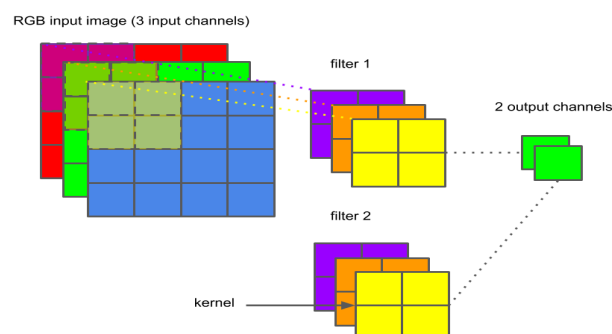 RGB input image (3 input channels)
filter 1
2 output channels
filter 2
kernel